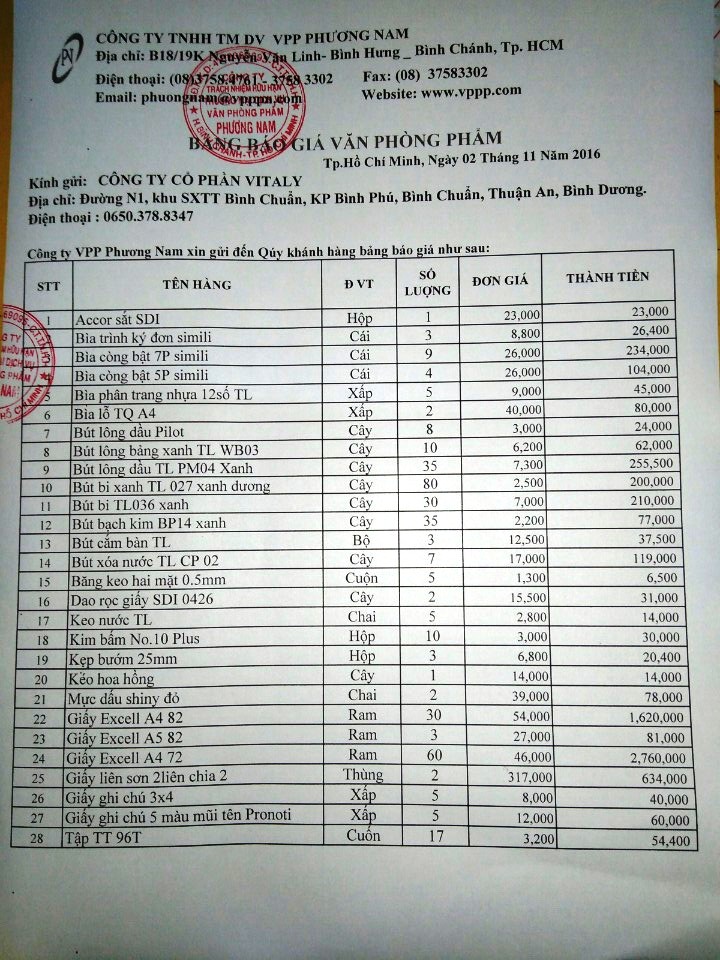 CÔNG TY TNHH TM DV VPP PHƯƠNG NAM
Địa chỉ: B18/19K Nguyễn Văn Linh- Bình Hưng _ Bình Chánh, Tp. HCM
Điện thoại: (08)3758.4761 - 3758 3302 Fax: (08) 37583302
Email: phuongnam@vpppn.com Website: www.vppp.com
CÔNG TY
TRÁCH NHIỆM HỮU HẠN
VĂN PHÒNG PHẨM
PHƯƠNG NAM
H.BÌNH CHÁNH-TP.HỒ CHÍ MINH
BẢNG BÁO GIÁ VĂN PHÒNG PHẨM
Tp.Hồ Chí Minh, Ngày 02 Tháng 11 Năm 2016
Kính gửi: CÔNG TY CỔ PHẦN VITALY
Địa chỉ: Đường N1, khu SXTT Bình Chuẩn, KP Bình Phú, Bình Chuẩn, Thuận An, Bình Dương.
Điện thoại : 0650.378.8347
Công ty VPP Phương Nam xin gửi đến Qúy khánh hàng bảng báo giá như sau:
STT TÊN HÀNG Đ VT SỐ LƯỢNG ĐƠN GIÁ THÀNH TIỀN
1 Accor sắt SDI Hộp 1 23,000 23,000
Bìa trình ký đơn simili Cái 3 8,800 26,400
Bìa còng bật 7P simili Cái 9 26,000 234,000
4 Bìa còng bật 5P simili Cái 4 26,000 104,000
5 Bìa phân trang nhựa 12số TL Xấp 5 9,000 45,000
6 Bìa lỗ TQ A4 Xấp 2 40,000 80,000
7 Bút lông dầu Pilot Cây 8 3,000 24,000
8 Bút lông bảng xanh TL WB03 Cây 10 6,200 62,000
9 Bút lông dầu TL PM04 Xanh Cây 35 7,300 255,500
10 Bút bi xanh TL 027 xanh dương Cây 80 2,500 200,000
11 Bút bi TL036 xanh Cây 30 7,000 210,000
12 Bút bạch kim BP14 xanh Cây 35 2,200 77,000
13 Bút cắm bàn TL Bộ 3 12,500 37,500
14 Bút xóa nước TL CP 02 Cây 7 17,000 119,000
15 Băng keo hai mặt 0.5mm Cuộn 5 1,300 6,500
16 Dao rọc giấy SDI 0426 Cây 2 15,500 31,000
17 Keo nước TL Chai 5 2,800 14,000
18 Kim bấm No.10 Plus Hộp 10 3,000 30,000
19 Kẹp bướm 25mm Hộp 3 6,800 20,400
20 Kéo hoa hồng Cây 1 14,000 14,000
21 Mực dấu shiny đỏ Chai 2 39,000 78,000
22 Giấy Excell A4 82 Ram 30 54,000 1,620,000
23 Giấy Excell A5 82 Ram 3 27,000 81,000
24 Giấy Excell A4 72 Ram 60 46,000 2,760,000
25 Giấy liên sơn 2liên chia 2 Thùng 2 317,000 634,000
26 Giấy ghi chú 3x4 Xấp 5 8,000 40,000
27 Giấy ghi chú 5 màu mũi tên Pronoti Xấp 5 12,000 60,000
28 Tập TT 96T Cuốn 17 3,200 54,400